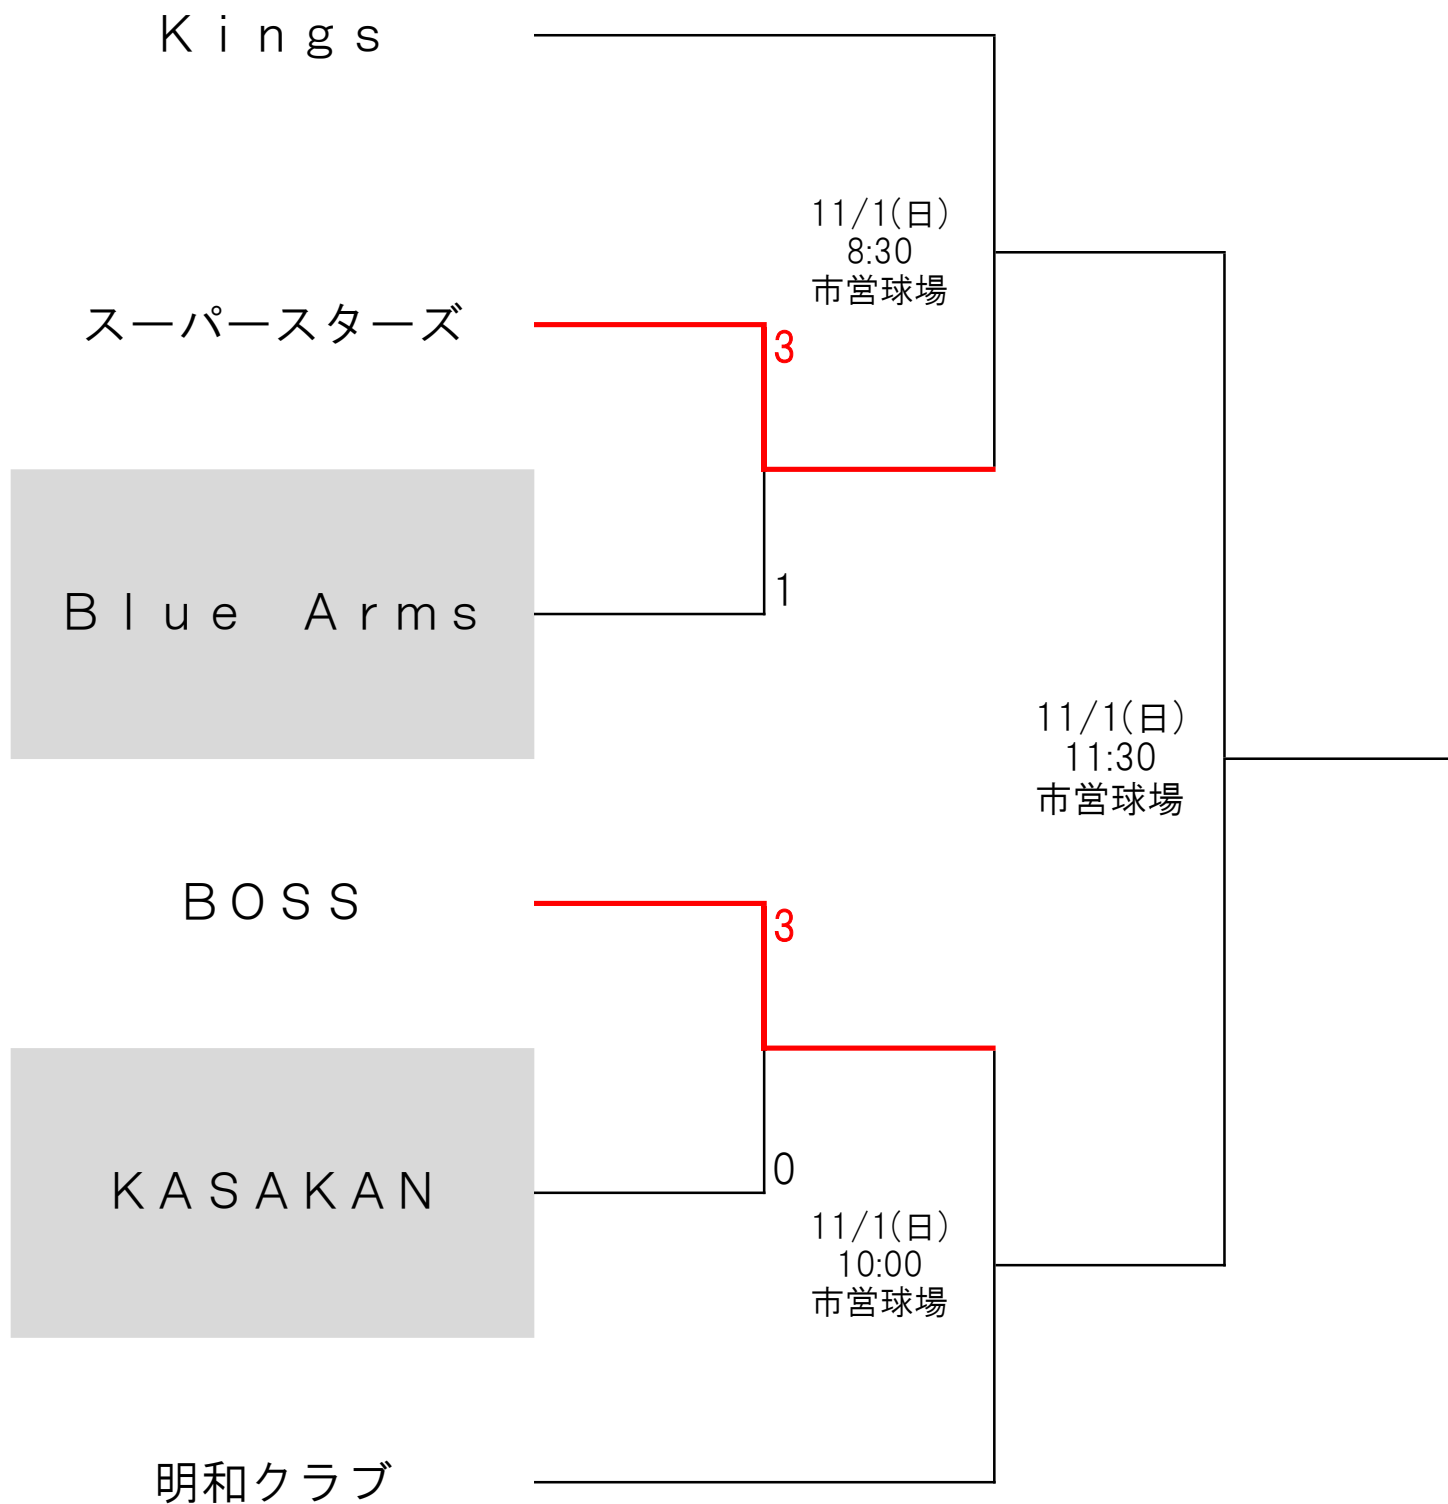 Ｋｉｎｇｓ
11/1(日)
8:30
市営球場
スーパースターズ
3
Ｂｌｕｅ　Ａｒｍｓ
1
11/1(日)
11:30
市営球場
ＢＯＳＳ
3
ＫＡＳＡＫＡＮ
0
11/1(日)
10:00
市営球場
明和クラブ